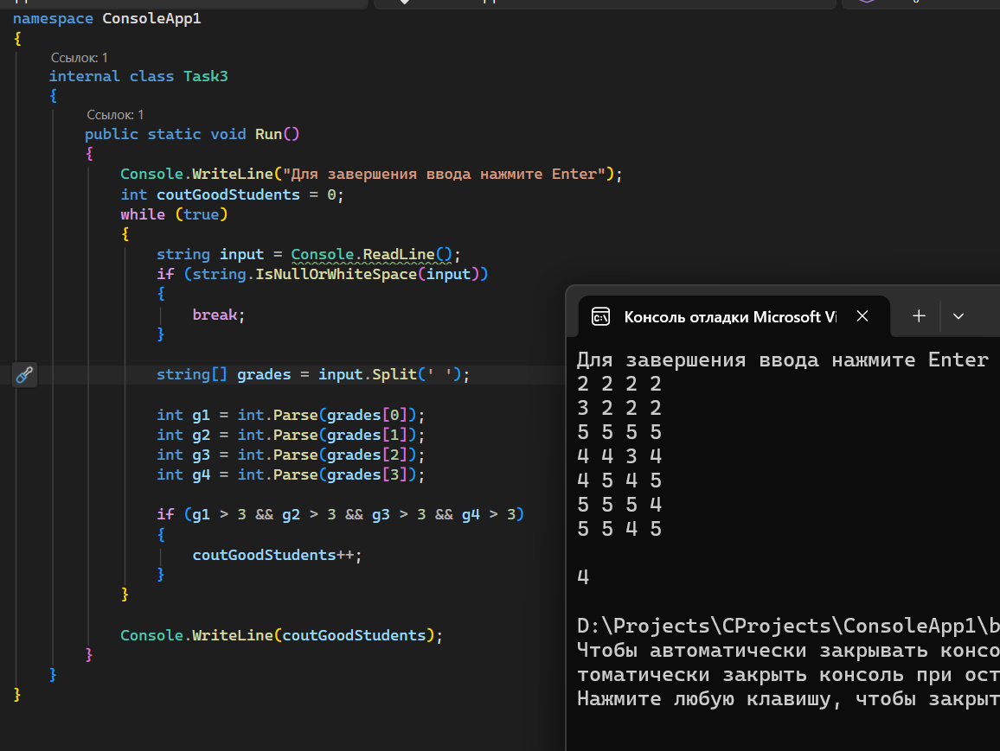 namespace ConsoleApp1
{
Ссылок: 1
internal class Task3
{
Ссылок: 1
public static void Run()
{
Console.WriteLine("Для завершения ввода нажмите Enter");
int coutGoodStudents = 0;
while (true)
{
string input = Console.ReadLine();
if (string.IsNullOrWhiteSpace(input))
{
break;
}
string[] grades = input.Split(' ');
int g1 = int.Parse(grades[0]);
int g2 = int.Parse(grades[1]);
int g3 = int.Parse(grades[2]);
int g4 = int.Parse(grades[3]);
if (g1 > 3 && g2 > 3 && g3 > 3 && g4 > 3)
{
coutGoodStudents++;
}
}
Console.WriteLine(coutGoodStudents);
}
}
}
Консоль отладки Microsoft Vi
Для завершения ввода нажмите Enter
2 2 2 2
3 2 2 2
5 5 5 5
4 4 3 4
4 5 4 5
5 5 5 4
5 5 4 5
4
D:\Projects\CProjects\ConsoleApp1\b
Чтобы автоматически закрывать консо
томатически закрыть консоль при ост
Нажмите любую клавишу, чтобы закрыт